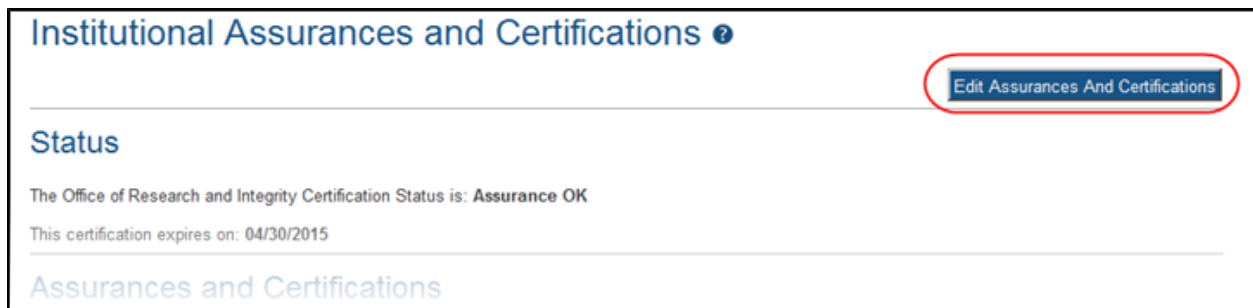 Institutional Assurances and Certifications ?
Edit Assurances And Certifications
Status
The Office of Research and Integrity Certification Status is: Assurance OK
This certification expires on: 04/30/2015
Assurances and Certifications